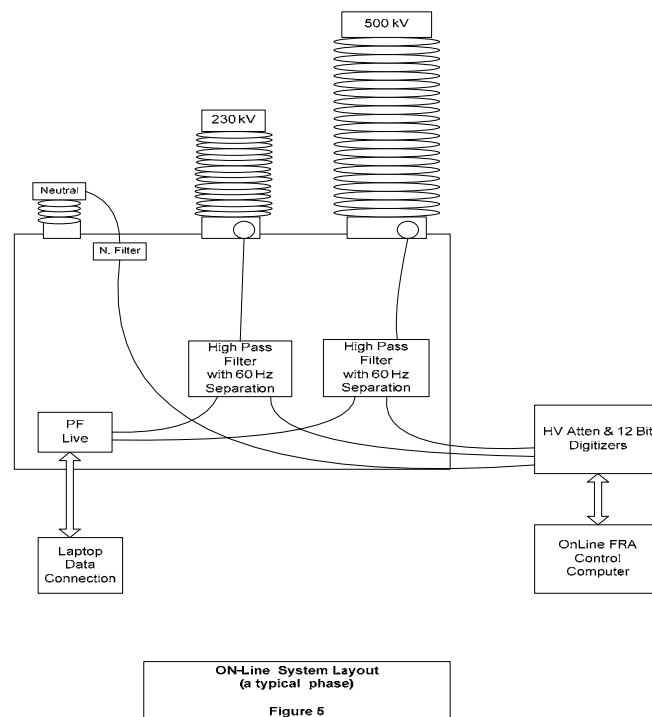 500 kV
230 kV
Neutral
N. Filter
High Pass
Filter
with 60 Hz
Separation
High Pass
Filter
with 60 Hz
Separation
PF
Live
HV Atten & 12 Bit
Digitizers
Laptop
Data
Connection
OnLine FRA
Control
Computer
ON-Line System Layout
(a typical phase)
Figure 5